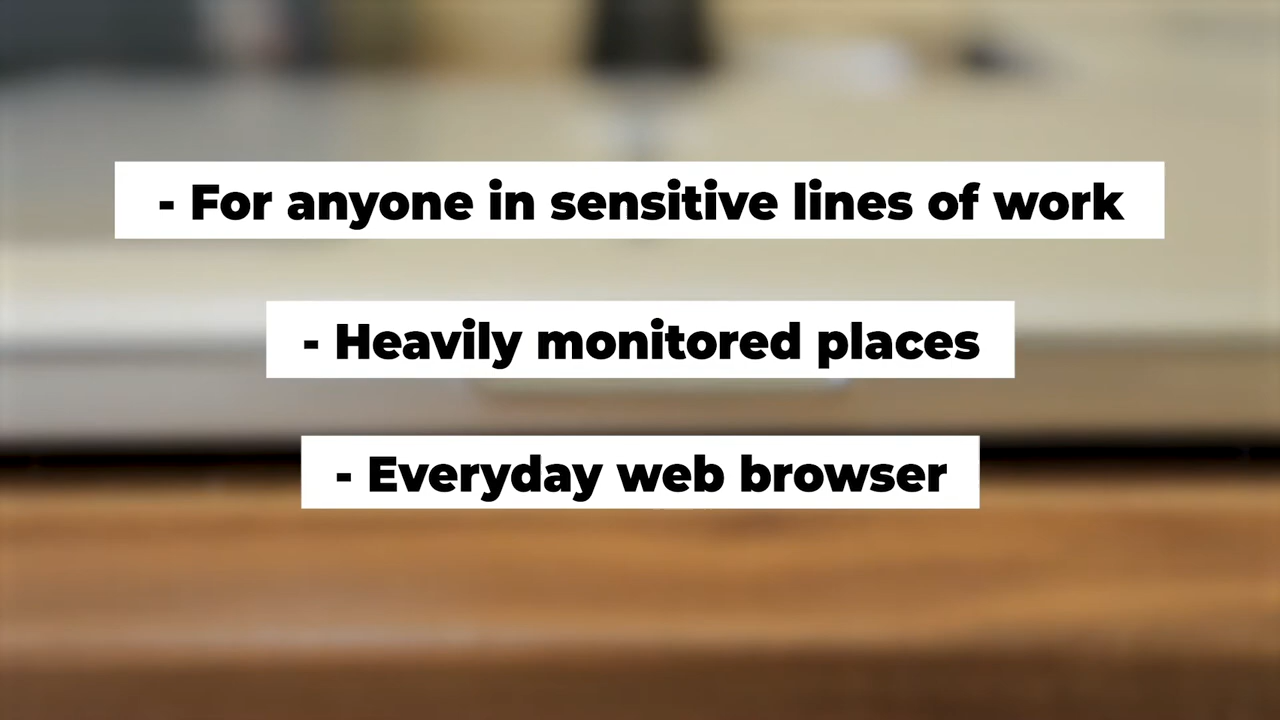 - For anyone in sensitive lines of work
- Heavily monitored places
- Everyday web browser